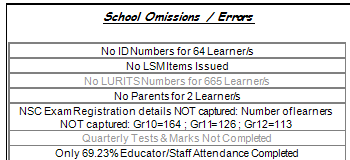 School Omissions / Errors
No ID Numbers for 64 Learner/s
No LSM Items Issued
No LURITS Numbers for 665 Learner/s
No Parents for 2 Learner/s
NSC Exam Registration details NOT captured: Number of learners
NOT captured: Gr10=164 ; Gr11=126 ; Gr12=113
Quarterly Tests & Marks Not Completed
Only 69.23% Educator/Staff Attendance Completed